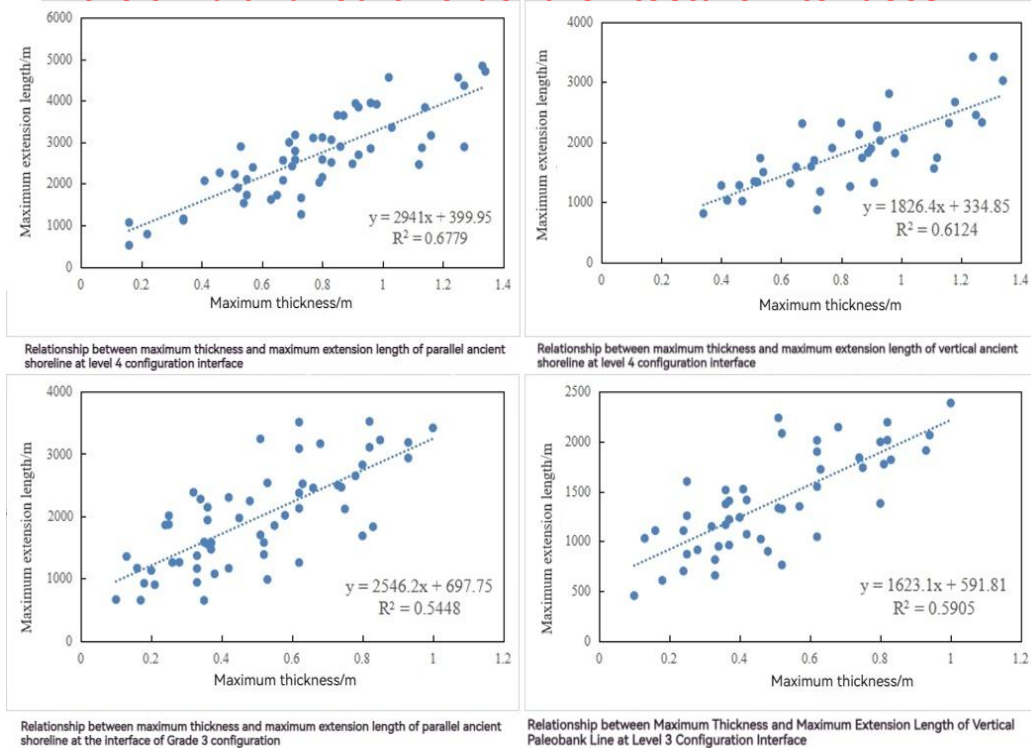 Maximum extension length/m
6000
5000
4000
3000
2000
1000
0
y = 2941x + 399.95
R² = 0.6779
0 0.2 0.4 0.6 0.8 1 1.2 1.4
Maximum thickness/m
Relationship between maximum thickness and maximum extension length of parallel ancient
shoreline at level 4 configuration interface
Maximum extension length/m
4000
3000
2000
1000
0
y = 1826.4x + 334.85
R² = 0.6124
0 0.2 0.4 0.6 0.8 1 1.2 1.4
Maximum thickness/m
Relationship between maximum thickness and maximum extension length of vertical ancient
shoreline at level 4 configuration interface
Maximum extension length/m
4000
3000
2000
1000
0
y = 2546.2x + 697.75
R² = 0.5448
0 0.2 0.4 0.6 0.8 1 1.2
Maximum thickness/m
Relationship between maximum thickness and maximum extension length of parallel ancient
shoreline at the interface of Grade 3 configuration
Maximum extension length/m
2500
2000
1500
1000
500
0
y = 1623.1x + 591.81
R² = 0.5905
0 0.2 0.4 0.6 0.8 1 1.2
Maximum thickness/m
Relationship between Maximum Thickness and Maximum Extension Length of Vertical
Paleobank Line at Level 3 Configuration Interface